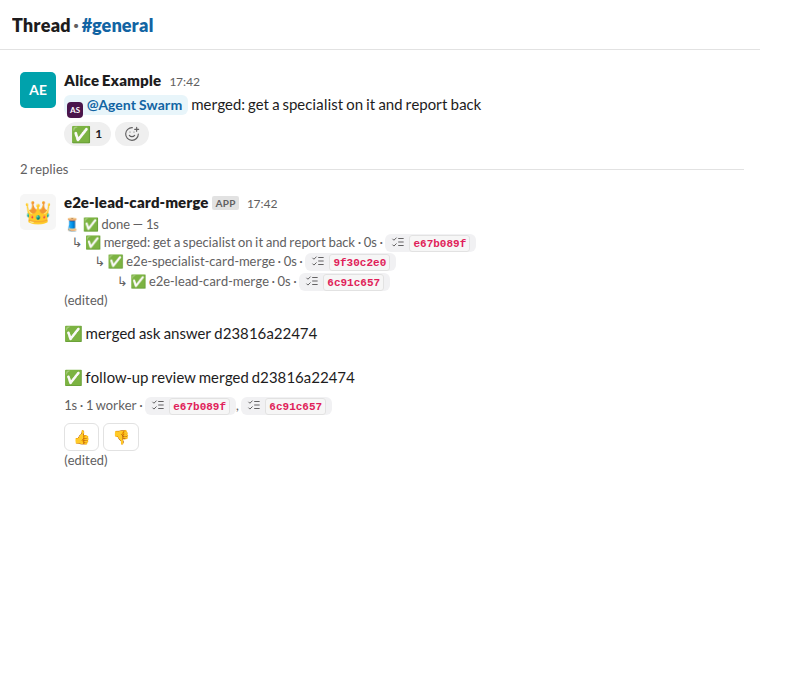 Thread • #general
AE
Alice Example 17:42
AS @Agent Swarm merged: get a specialist on it and report back
✅ 1
2 replies
e2e-lead-card-merge APP 17:42
🧵 ✅ done — 1s
↳ ✅ merged: get a specialist on it and report back · 0s · e67b089f
↳ ✅ e2e-specialist-card-merge · 0s · 9f30c2e0
↳ ✅ e2e-lead-card-merge · 0s · 6c91c657
(edited)
✅ merged ask answer d23816a22474
✅ follow-up review merged d23816a22474
1s · 1 worker · e67b089f , 6c91c657
👍 👎
(edited)